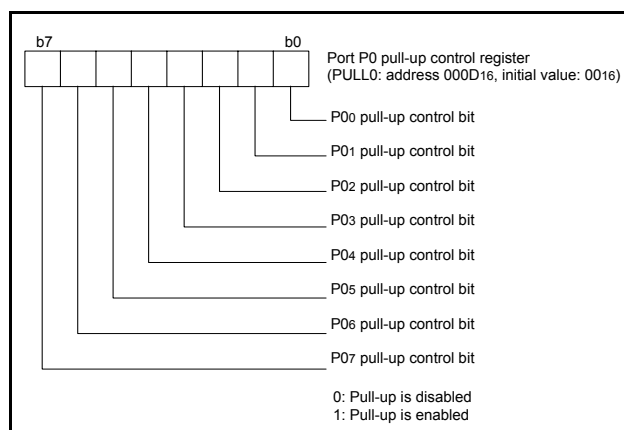 b7 b0
Port P0 pull-up control register
(PULL0: address 000D16, initial value: 0016)
P00 pull-up control bit
P01 pull-up control bit
P02 pull-up control bit
P03 pull-up control bit
P04 pull-up control bit
P05 pull-up control bit
P06 pull-up control bit
P07 pull-up control bit
0: Pull-up is disabled
1: Pull-up is enabled